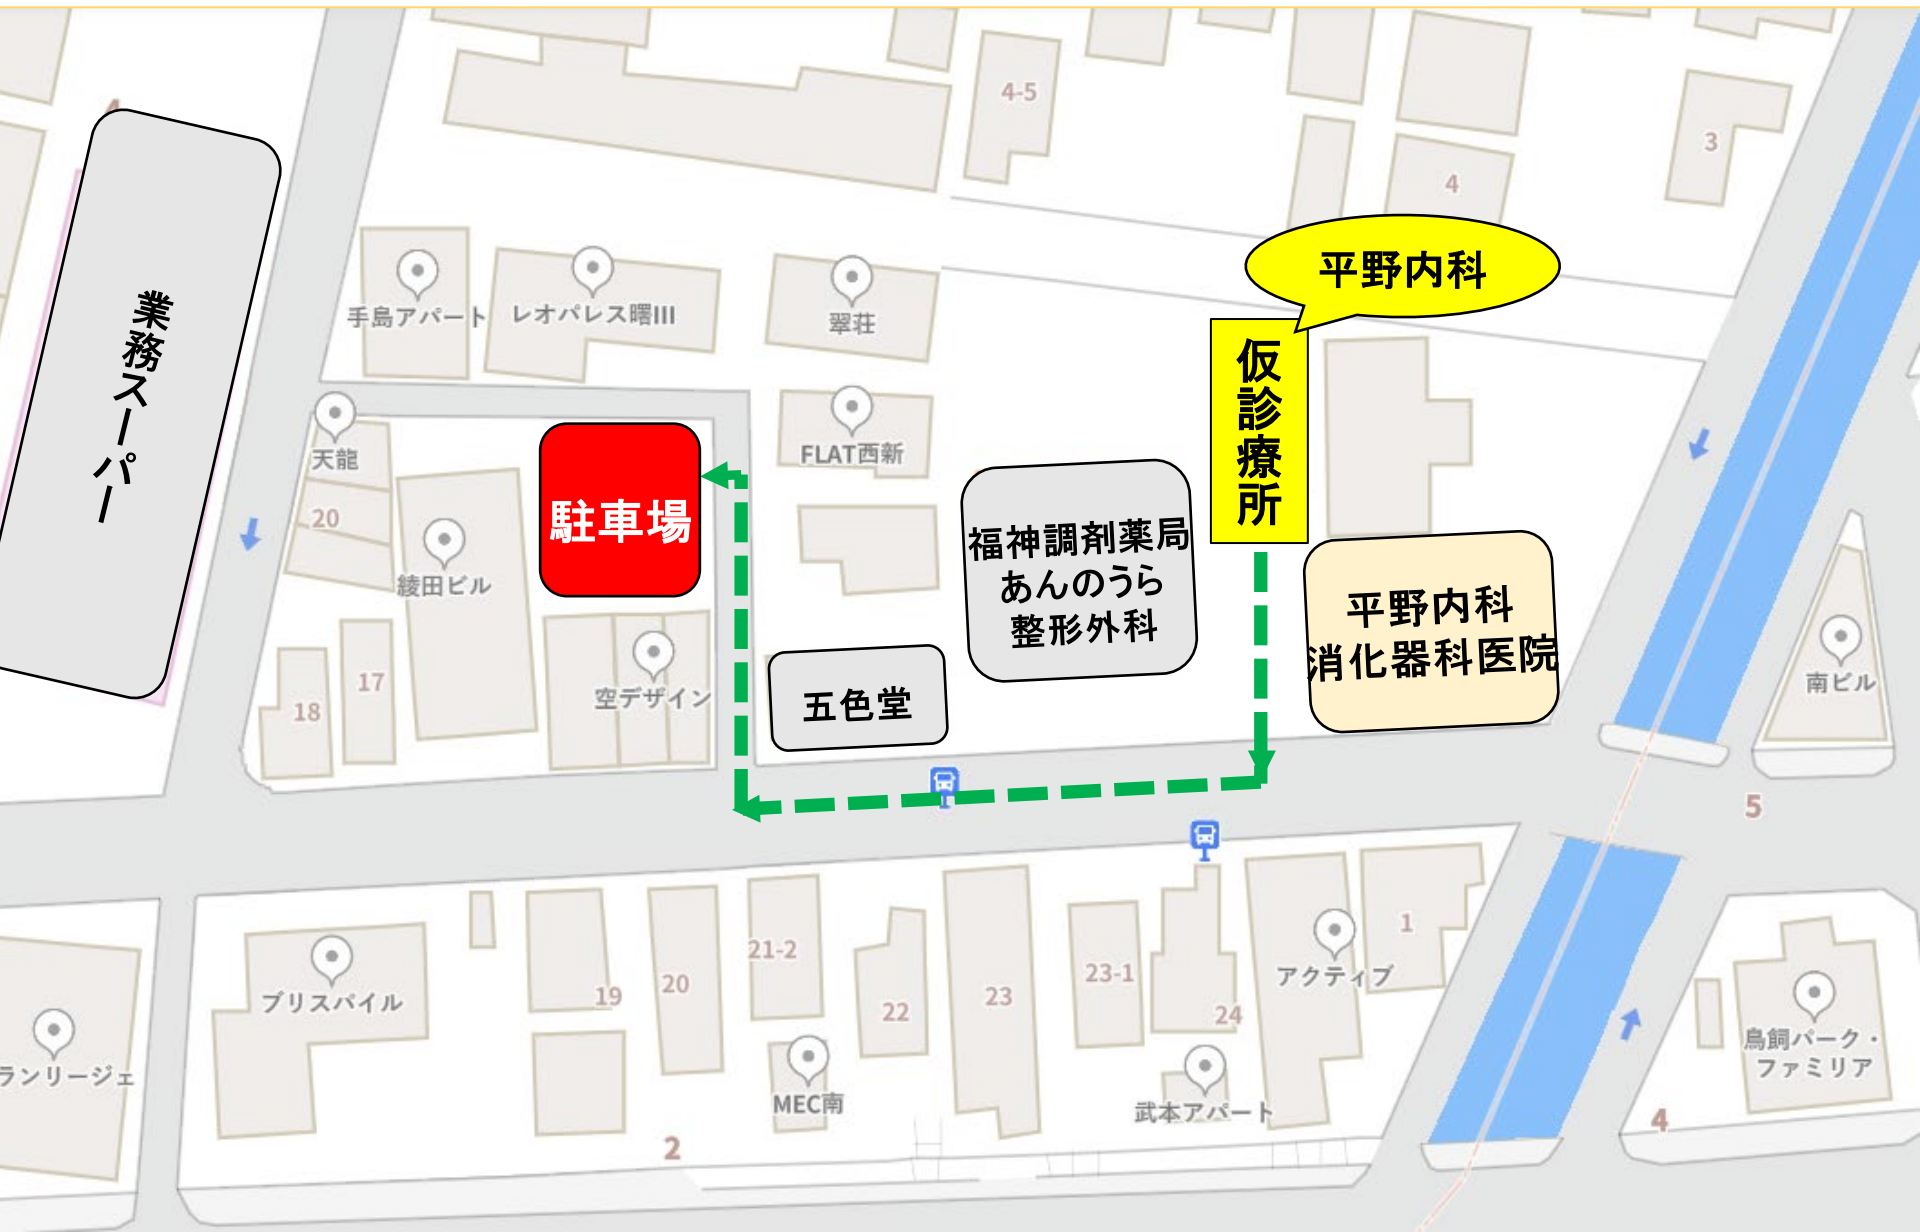 4-5
3
4
平野内科
業務スーパー
手島アパート
レオパレス曙III
翠荘
仮診療所
天龍
FLAT西新
20
駐車場
綾田ビル
福神調剤薬局
あんのうら
整形外科
平野内科
消化器科医院
17
18
空デザイン
五色堂
南ビル
5
ブリスパイル
19
20
21-2
22
23
23-1
24
アクティブ
1
鳥飼パーク・
ファミリア
ランリージェ
MEC南
武本アパート
2
4